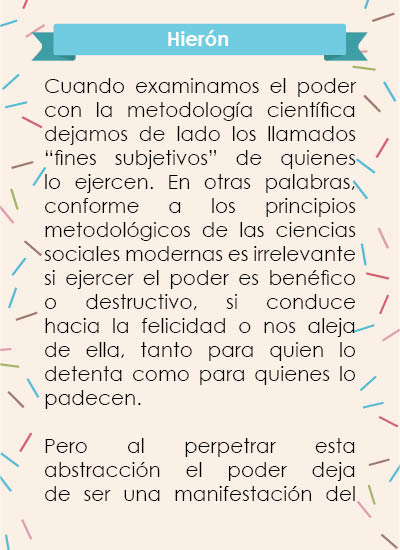 Hierón
Cuando examinamos el poder
con la metodología científica
dejamos de lado los llamados
“fines subjetivos” de quienes
lo ejercen. En otras palabras,
conforme a los principios
metodológicos de las ciencias
sociales modernas es irrelevante
si ejercer el poder es benéfico
o destructivo, si conduce
hacia la felicidad o nos aleja
de ella, tanto para quien lo
detenta como para quienes lo
padecen.
Pero al perpetrar esta
abstracción el poder deja
de ser una manifestación del